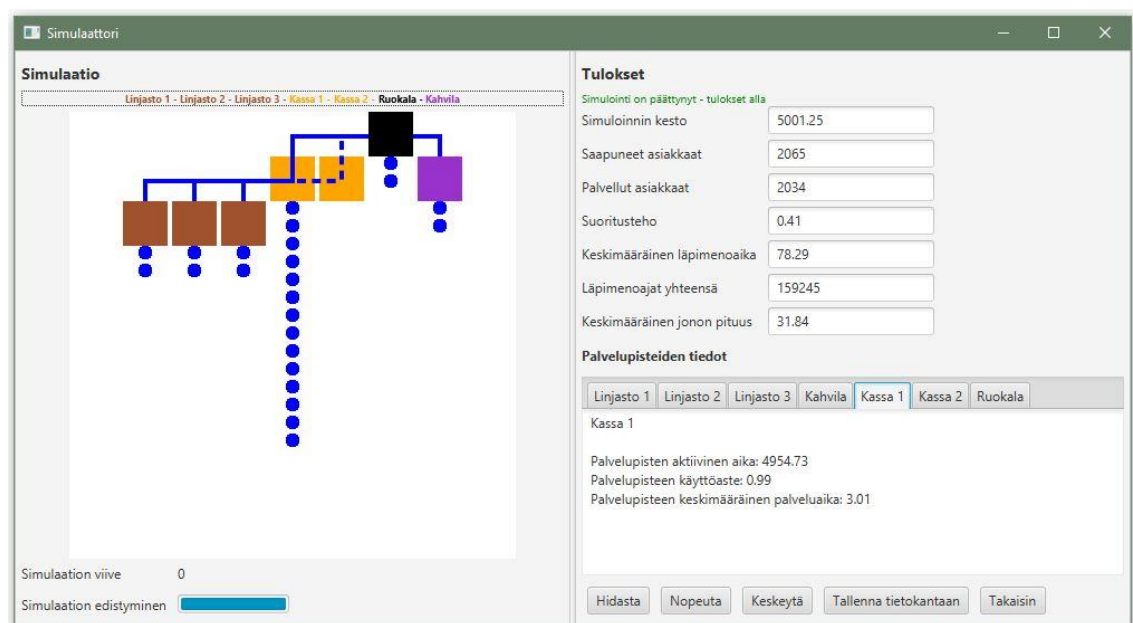 Simulaattori
Simulaatio
Linjasto 1 - Linjasto 2 - Linjasto 3 - Kassa 1 - Kassa 2 - Ruokala - Kahvila
Simulaation viive 0
Simulaation edistyminen
Tulokset
Simulointi on päättynyt - tulokset alla
Simuloinnin kesto 5001.25
Saapuneet asiakkaat 2065
Palvellut asiakkaat 2034
Suoritusteho 0.41
Keskimääräinen läpimenoaika 78.29
Läpimenoajat yhteensä 159245
Keskimääräinen jonon pituus 31.84
Palvelupisteiden tiedot
Linjasto 1 Linjasto 2 Linjasto 3 Kahvila Kassa 1 Kassa 2 Ruokala
Kassa 1
Palvelupisten aktiivinen aika: 4954.73
Palvelupisteen käyttöaste: 0.99
Palvelupisteen keskimääräinen palveluaika: 3.01
Hidasta Nopeuta Keskeytä Tallenna tietokantaan Takaisin